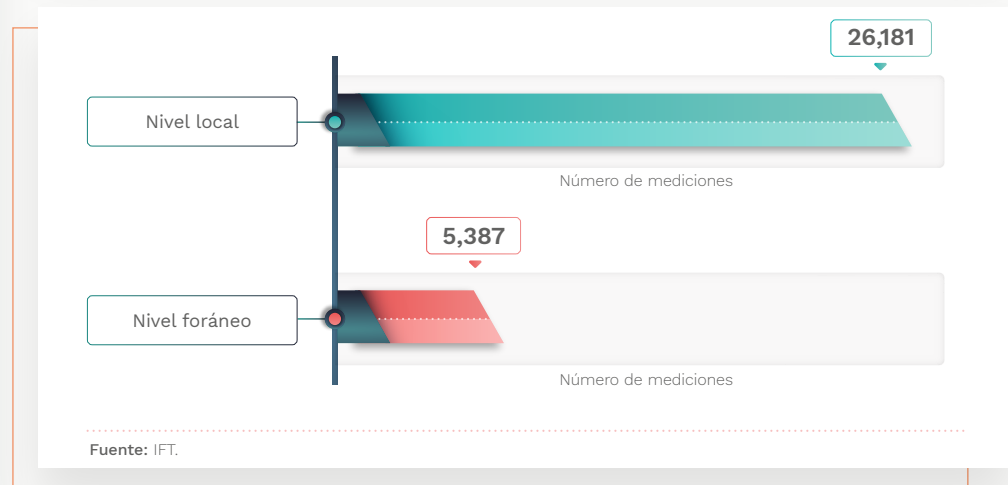 26,181
Nivel local
Número de mediciones
5,387
Nivel foráneo
Número de mediciones
Fuente: IFT.